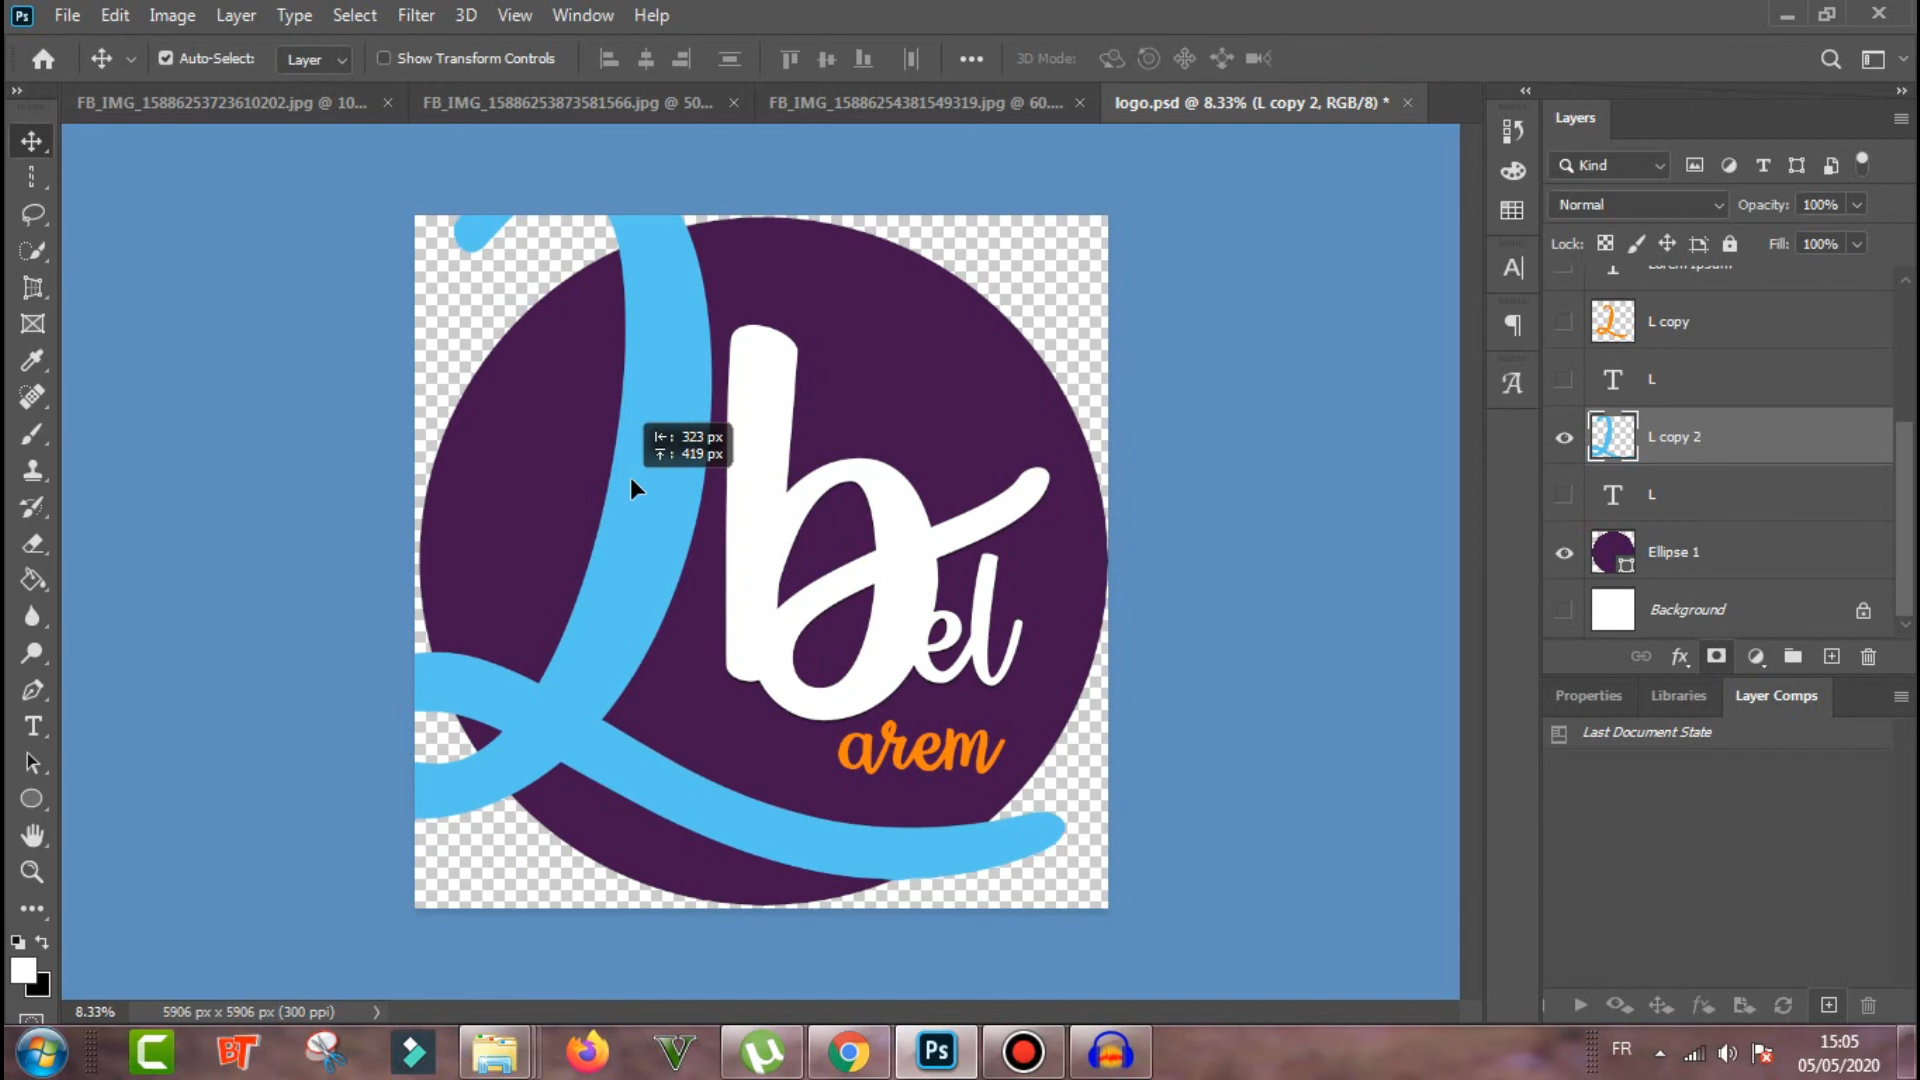 Ps File Edit Image Layer Type Select Filter 3D View Window Help
Auto-Select: Layer Show Transform Controls 3D Mode:
FB_IMG_15886253723610202.jpg @ 10... FB_IMG_15886253873581566.jpg @ 50... FB_IMG_15886254381549319.jpg @ 60.... logo.psd @ 8.33% (L copy 2, RGB/8) *
Layers
Kind
Normal Opacity: 100%
Lock: Fill: 100%
Lorem Ipsum
L copy
L
L copy 2
L
Ellipse 1
Background
323 px
419 px
L
b
el
arem
Properties Libraries Layer Comps
Last Document State
8.33% 5906 px x 5906 px (300 ppi)
FR 15:05
05/05/2020